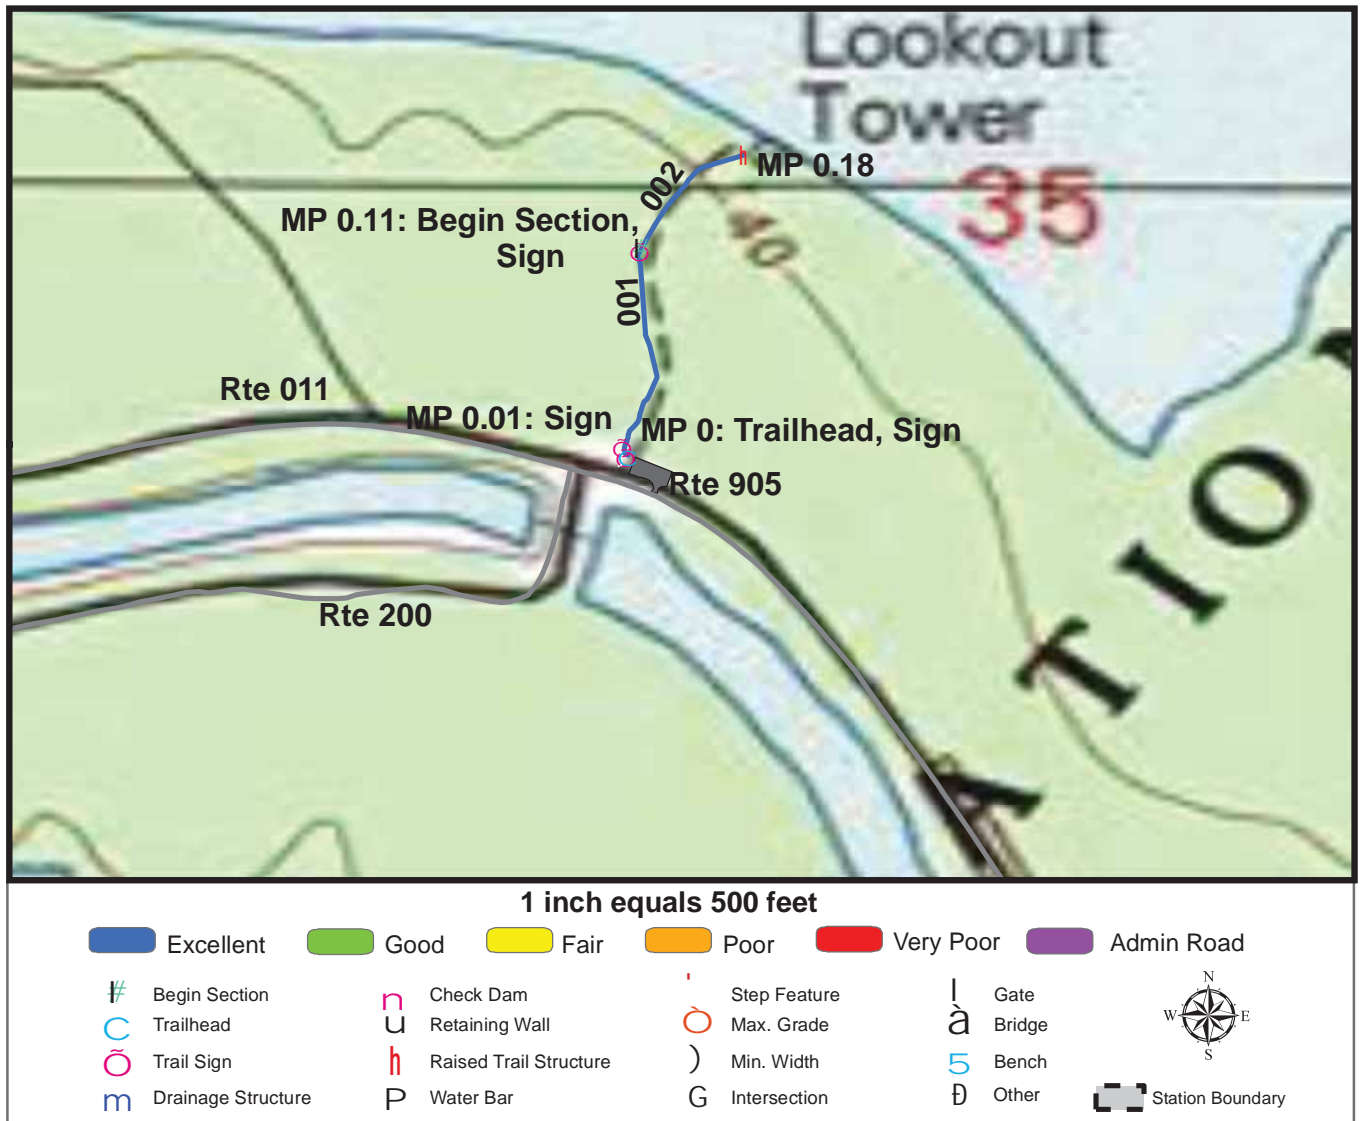 Lookout
Tower
35
MP 0.18
002
MP 0.11: Begin Section,
Sign
40
001
Rte 011
MP 0.01: Sign
MP 0: Trailhead, Sign
Rte 905
Rte 200
A T I O
1 inch equals 500 feet
Excellent Good Fair Poor Very Poor Admin Road
# Begin Section
C Trailhead
Õ Trail Sign
m Drainage Structure
n Check Dam
u Retaining Wall
h Raised Trail Structure
P Water Bar
' Step Feature
Ò Max. Grade
) Min. Width
G Intersection
l Gate
à Bridge
5 Bench
Đ Other
N
W E
S
Station Boundary